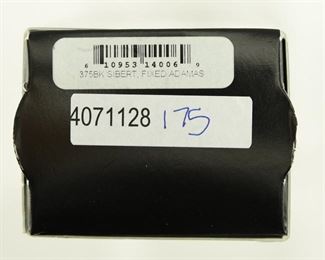 6 10953 14006 9
375BK SIBERT, FIXED ADAMAS
4071128 175